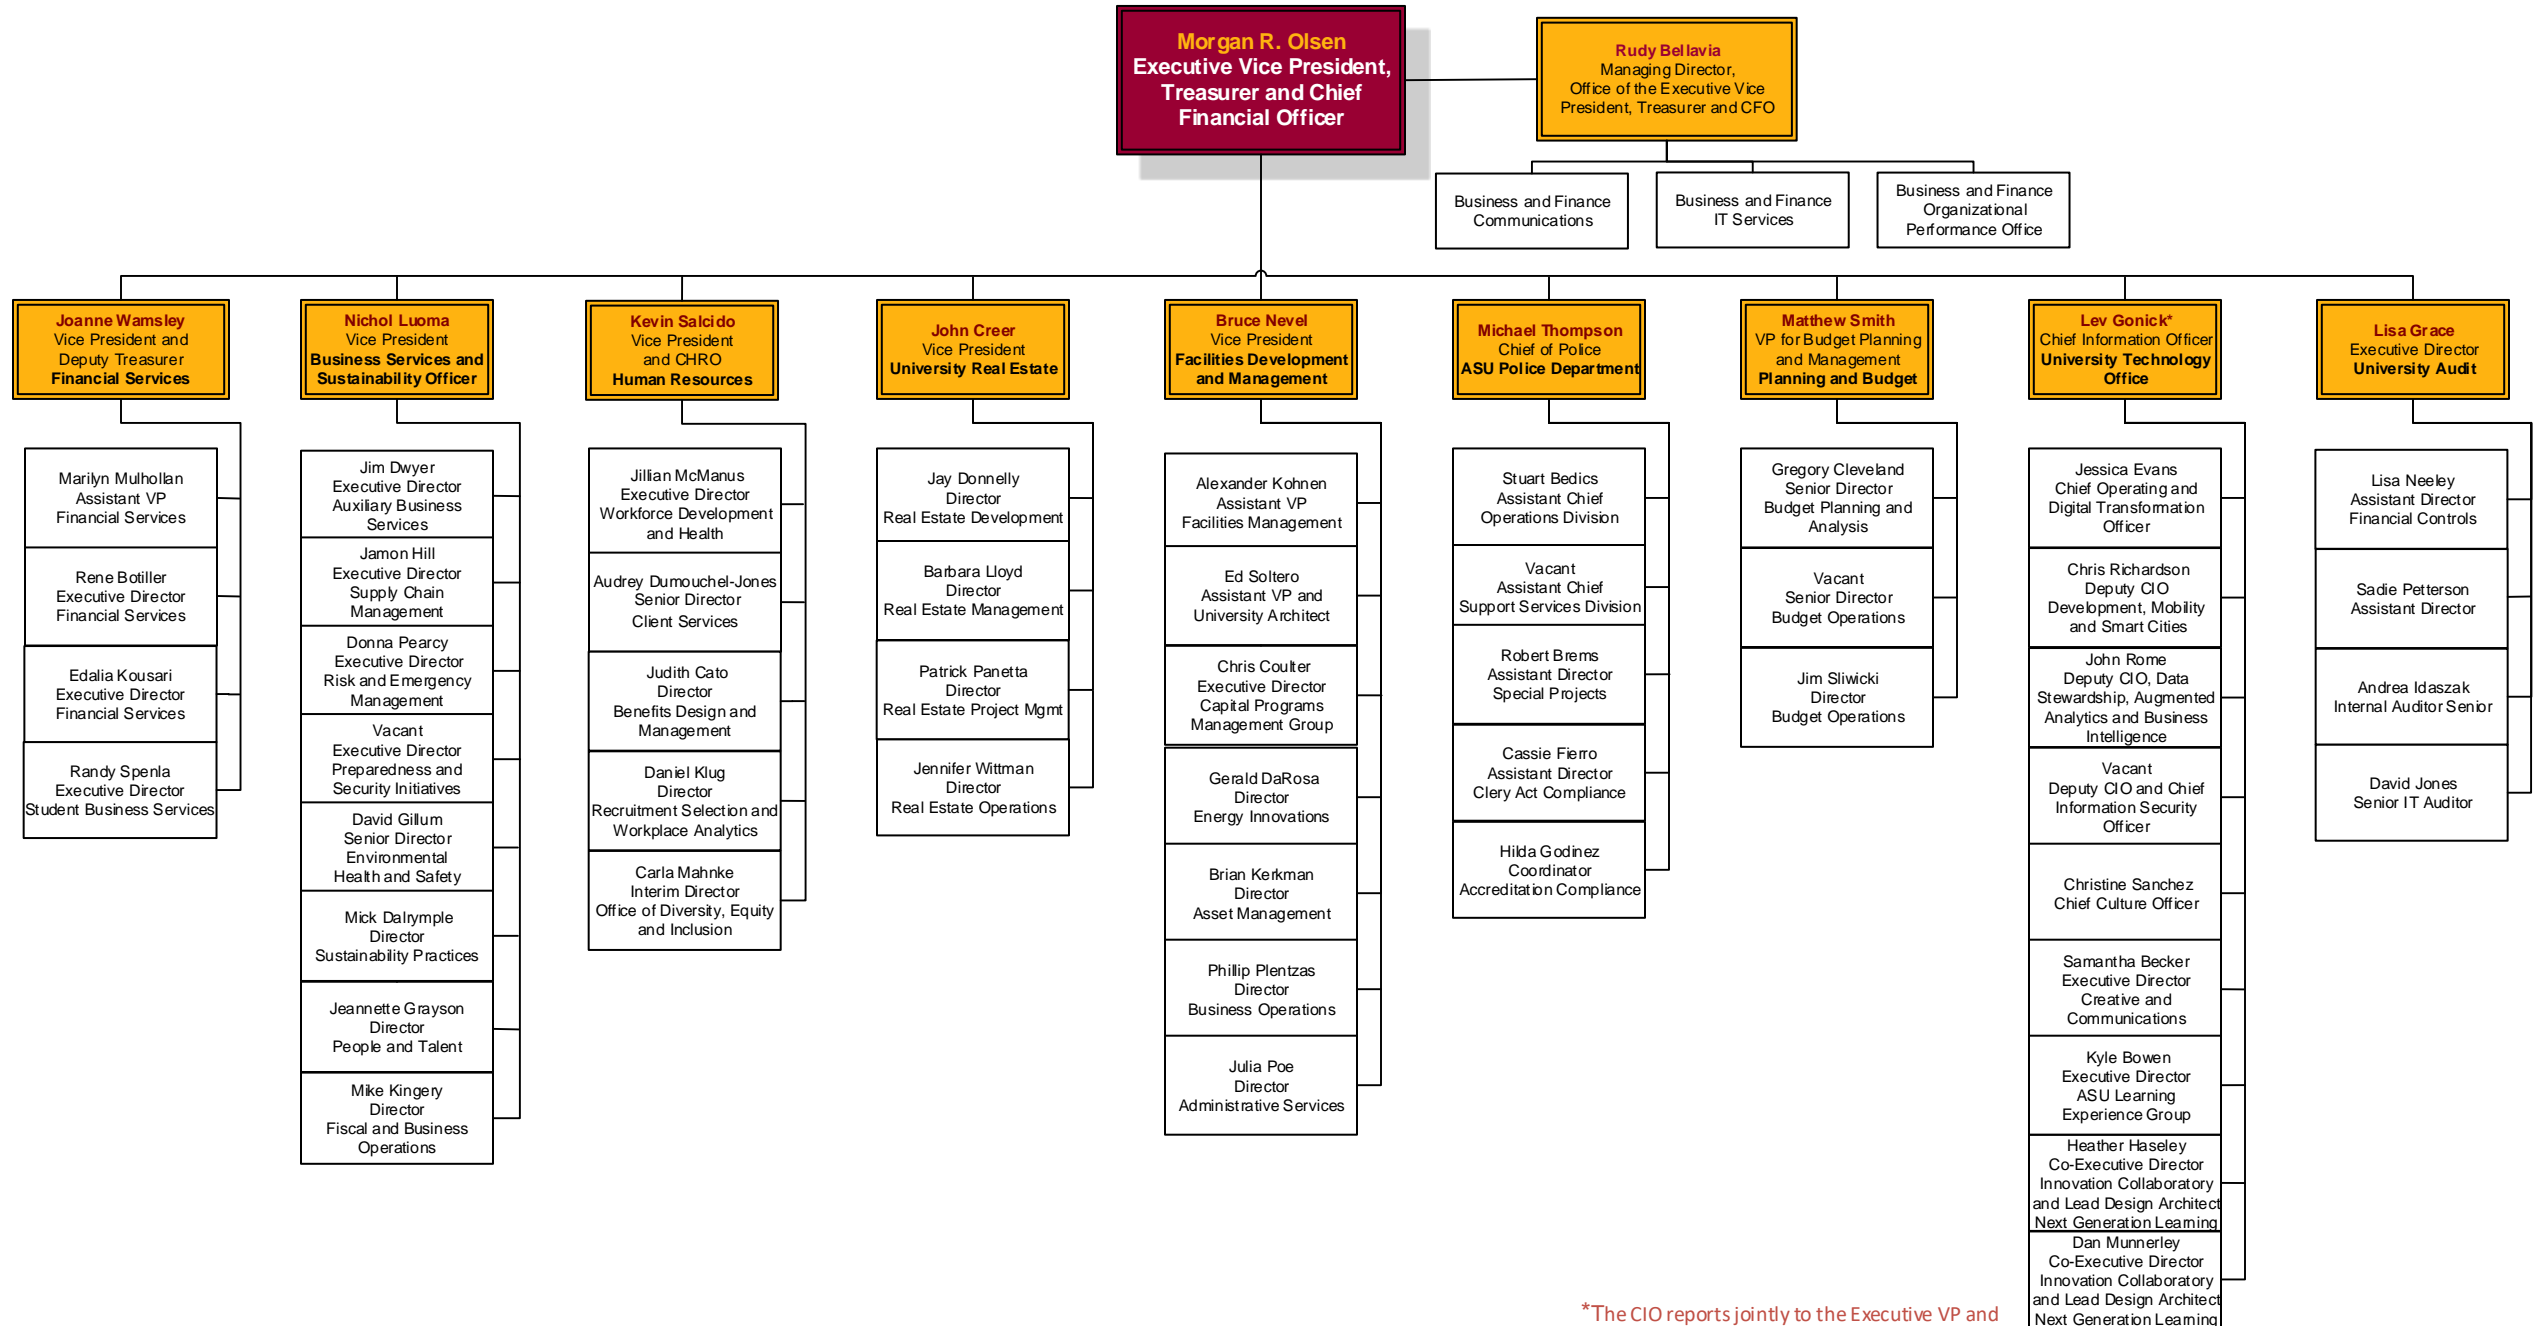 Morgan R. Olsen
Executive Vice President,
Treasurer and Chief
Financial Officer
Rudy Bellavia
Managing Director,
Office of the Executive Vice
President, Treasurer and CFO
Business and Finance
Communications
Business and Finance
IT Services
Business and Finance
Organizational
Performance Office
Joanne Wamsley
Vice President and
Deputy Treasurer
Financial Services
Nichol Luoma
Vice President
Business Services and
Sustainability Officer
Kevin Salcido
Vice President
and CHRO
Human Resources
John Creer
Vice President
University Real Estate
Bruce Nevel
Vice President
Facilities Development
and Management
Michael Thompson
Chief of Police
ASU Police Department
Matthew Smith
VP for Budget Planning
and Management
Planning and Budget
Lev Gonick*
Chief Information Officer
University Technology
Office
Lisa Grace
Executive Director
University Audit
Marilyn Mulhollan
Assistant VP
Financial Services
Rene Botiller
Executive Director
Financial Services
Edalia Kousari
Executive Director
Financial Services
Randy Spenla
Executive Director
Student Business Services
Jim Dwyer
Executive Director
Auxiliary Business
Services
Jamon Hill
Executive Director
Supply Chain
Management
Donna Pearcy
Executive Director
Risk and Emergency
Management
Vacant
Executive Director
Preparedness and
Security Initiatives
David Gillum
Senior Director
Environmental
Health and Safety
Mick Dalrymple
Director
Sustainability Practices
Jeannette Grayson
Director
People and Talent
Mike Kingery
Director
Fiscal and Business
Operations
Jillian McManus
Executive Director
Workforce Development
and Health
Audrey Dumouchel-Jones
Senior Director
Client Services
Judith Cato
Director
Benefits Design and
Management
Daniel Klug
Director
Recruitment Selection and
Workplace Analytics
Carla Mahnke
Interim Director
Office of Diversity, Equity
and Inclusion
Jay Donnelly
Director
Real Estate Development
Barbara Lloyd
Director
Real Estate Management
Patrick Panetta
Director
Real Estate Project Mgmt
Jennifer Wittman
Director
Real Estate Operations
Alexander Kohnen
Assistant VP
Facilities Management
Ed Soltero
Assistant VP and
University Architect
Chris Coulter
Executive Director
Capital Programs
Management Group
Gerald DaRosa
Director
Energy Innovations
Brian Kerkman
Director
Asset Management
Phillip Plentzas
Director
Business Operations
Julia Poe
Director
Administrative Services
Stuart Bedics
Assistant Chief
Operations Division
Vacant
Assistant Chief
Support Services Division
Robert Brems
Assistant Director
Special Projects
Cassie Fierro
Assistant Director
Clery Act Compliance
Hilda Godinez
Coordinator
Accreditation Compliance
Gregory Cleveland
Senior Director
Budget Planning and
Analysis
Vacant
Senior Director
Budget Operations
Jim Sliwicki
Director
Budget Operations
Jessica Evans
Chief Operating and
Digital Transformation
Officer
Chris Richardson
Deputy CIO
Development, Mobility
and Smart Cities
John Rome
Deputy CIO, Data
Stewardship, Augmented
Analytics and Business
Intelligence
Vacant
Deputy CIO and Chief
Information Security
Officer
Christine Sanchez
Chief Culture Officer
Samantha Becker
Executive Director
Creative and
Communications
Kyle Bowen
Executive Director
ASU Learning
Experience Group
Heather Haseley
Co-Executive Director
Innovation Collaboratory
and Lead Design Architect
Next Generation Learning
Dan Munnerley
Co-Executive Director
Innovation Collaboratory
and Lead Design Architect
Next Generation Learning
Lisa Neeley
Assistant Director
Financial Controls
Sadie Petterson
Assistant Director
Andrea Idaszak
Internal Auditor Senior
David Jones
Senior IT Auditor
*The CIO reports jointly to the Executive VP and